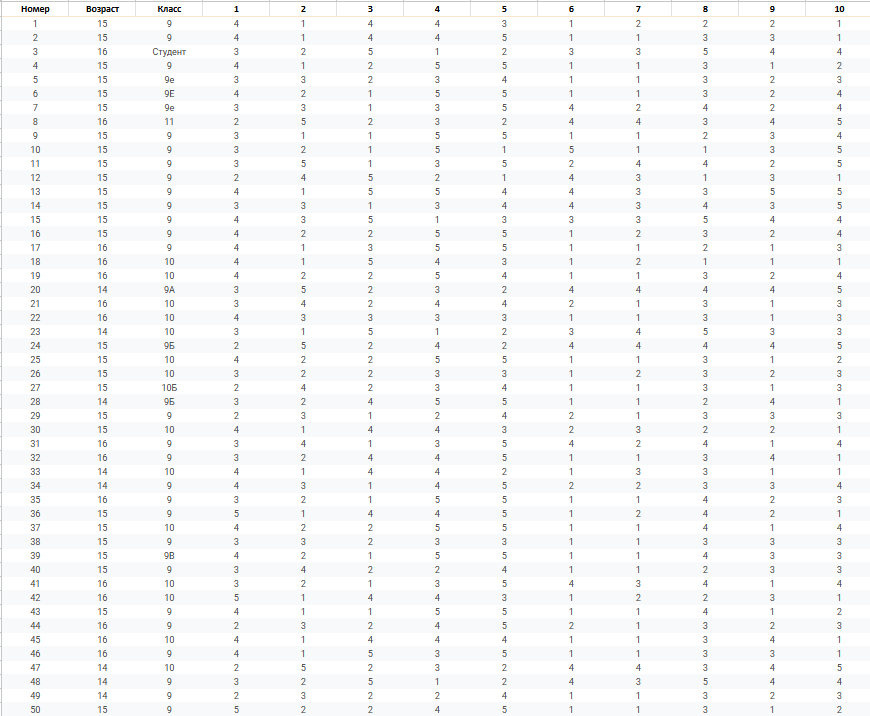 Номер Возраст Класс 1 2 3 4 5 6 7 8 9 10
1 15 9 4 1 4 4 3 1 2 2 2 1
2 15 9 4 1 4 4 5 1 1 3 3 1
3 16 Студент 3 2 5 1 2 3 3 5 4 4
4 15 9 4 1 2 5 5 1 1 3 1 2
5 15 9е 3 3 2 3 4 1 1 3 2 3
6 15 9Е 4 2 1 5 5 1 1 3 2 4
7 15 9е 3 3 1 3 5 4 2 4 2 4
8 16 11 2 5 2 3 2 4 4 3 4 5
9 15 9 3 1 1 5 5 1 1 2 3 4
10 15 9 3 2 1 5 1 5 1 1 3 5
11 15 9 3 5 1 3 5 2 4 4 2 5
12 15 9 2 4 5 2 1 4 3 1 3 1
13 15 9 4 1 5 5 4 4 3 3 5 5
14 15 9 3 3 1 3 4 4 3 4 3 5
15 15 9 4 3 5 1 3 3 3 5 4 4
16 15 9 4 2 2 5 5 1 2 3 2 4
17 16 9 4 1 3 5 5 1 1 2 1 3
18 16 10 4 1 5 4 3 1 2 1 1 1
19 16 10 4 2 2 5 4 1 1 3 2 4
20 14 9А 3 5 2 3 2 4 4 4 4 5
21 16 10 3 4 2 4 4 2 1 3 1 3
22 16 10 4 3 3 3 3 1 1 3 1 3
23 14 10 3 1 5 1 2 3 4 5 3 3
24 15 9Б 2 5 2 4 2 4 4 4 4 5
25 15 10 4 2 2 5 5 1 1 3 1 2
26 15 10 3 2 2 3 3 1 2 3 2 3
27 15 10Б 2 4 2 3 4 1 1 3 1 3
28 14 9Б 3 2 4 5 5 1 1 2 4 1
29 15 9 2 3 1 2 4 2 1 3 3 3
30 15 10 4 1 4 4 3 2 3 2 2 1
31 16 9 3 4 1 3 5 4 2 4 1 4
32 16 9 3 2 4 4 5 1 1 3 4 1
33 14 10 4 1 4 4 2 1 3 3 1 1
34 14 9 4 3 1 4 5 2 2 3 3 4
35 16 9 3 2 1 5 5 1 1 4 2 3
36 15 9 5 1 4 4 5 1 2 4 2 1
37 15 10 4 2 2 5 5 1 1 4 1 4
38 15 9 3 3 2 3 3 1 1 3 3 3
39 15 9В 4 2 1 5 5 1 1 4 3 3
40 15 9 3 4 2 2 4 1 1 2 3 3
41 16 10 3 2 1 3 5 4 3 4 1 4
42 16 10 5 1 4 4 3 1 2 2 3 1
43 15 9 4 1 1 5 5 1 1 4 1 2
44 16 9 2 3 2 4 5 2 1 3 2 3
45 16 10 4 1 4 4 4 1 1 3 4 1
46 16 9 4 1 5 3 5 1 1 3 3 1
47 14 10 2 5 2 3 2 4 4 3 4 5
48 14 9 3 2 5 1 2 4 3 5 4 4
49 14 9 2 3 2 2 4 1 1 3 2 3
50 15 9 5 2 2 4 5 1 1 3 1 2